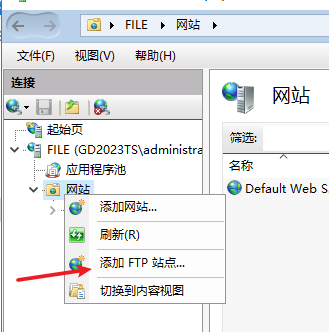 FILE ▸ 网站 ▸
文件(F) 视图(V) 帮助(H)
连接
起始页
FILE (GD2023TS\administra
应用程序池
网站
添加网站...
刷新(R)
添加 FTP 站点...
切换到内容视图
网站
筛选:
名称
Default Web S